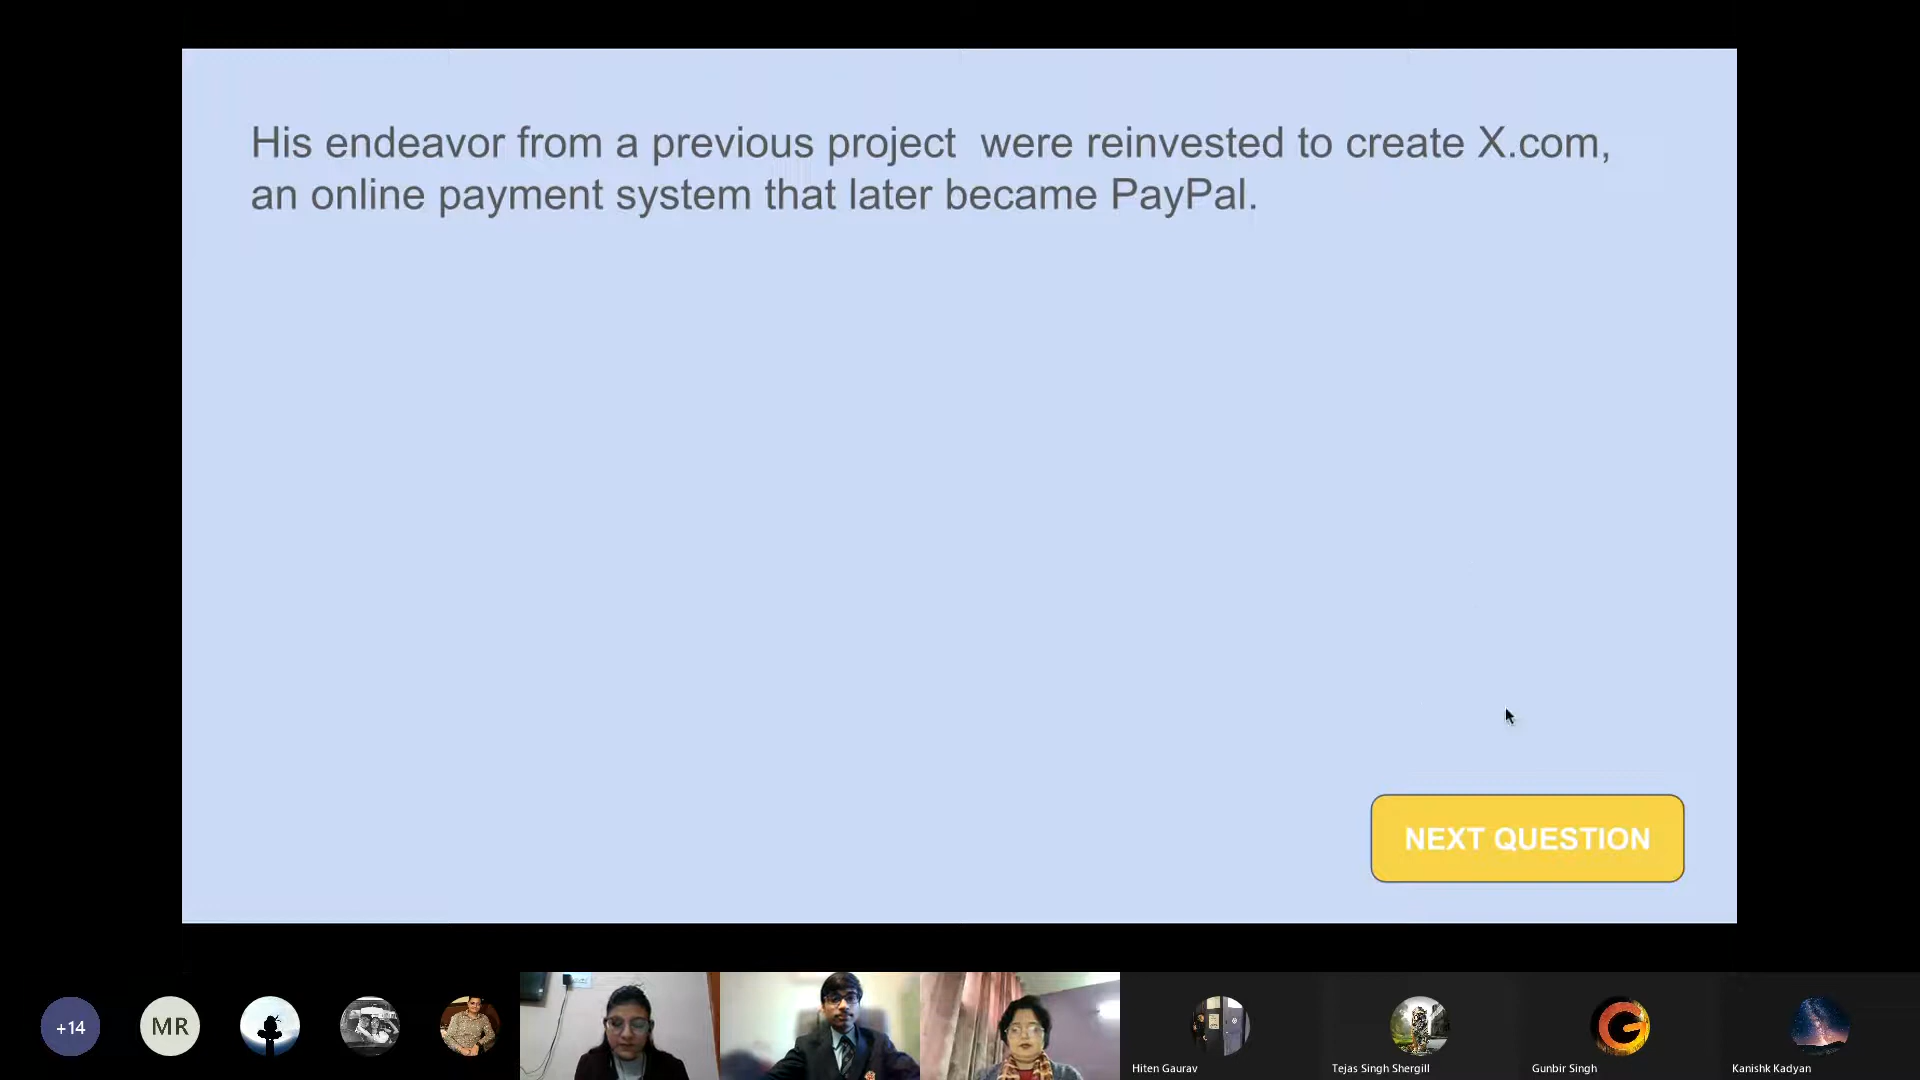 His endeavor from a previous project were reinvested to create X.com,
an online payment system that later became PayPal.
NEXT QUESTION
+14
MR
Hiten Gaurav
Tejas Singh Shergill
Gunbir Singh
Kanishk Kadyan